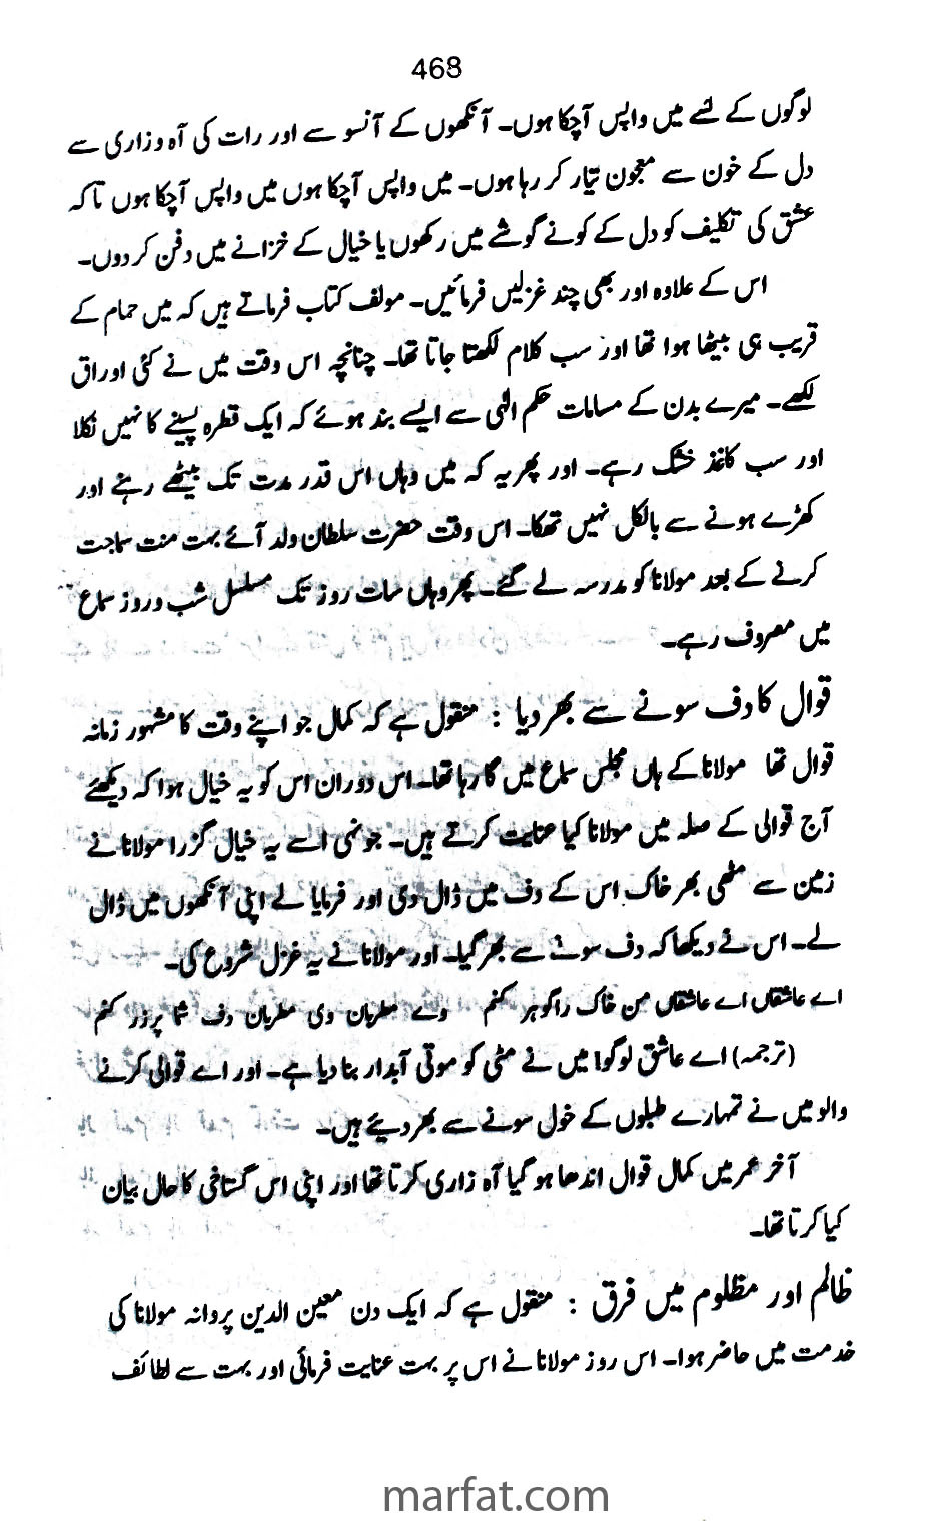 468
لوگوں کے لئے میں واپس آچکا ہوں۔ آنکھوں کے آنسو سے اور رات کی آہ وزاری سے
دل کے خون سے معجون تیار کر رہا ہوں۔ میں واپس آچکا ہوں میں واپس آچکا ہوں تاکہ
عشق کی تکلیف کو دل کے کونے گوشے میں رکھوں یا خیال کے خزانے میں دفن کردوں۔
اس کے علاوہ اور بھی چند غزلیں فرمائیں۔ مولف کتاب فرماتے ہیں کہ میں حمام کے
قریب ہی بیٹھا ہوا تھا اور سب کلام لکھتا جاتا تھا۔ چنانچہ اس وقت میں نے کئی اوراق
لکھے۔ میرے بدن کے مسامات حکم الٰہی سے ایسے بند ہوئے کہ ایک قطرہ پسینے کا نہیں نکلا
اور سب کاغذ خشک رہے۔ اور پھر یہ کہ میں وہاں اس قدر مدت تک بیٹھے رہنے اور
کھڑے ہونے سے بالکل نہیں تھکا۔ اس وقت حضرت سلطان ولد آئے بہت منت سماجت
کرنے کے بعد مولانا کو مدرسہ لے گئے۔ پھر وہاں سات روز تک مسلسل شب وروز سماع
میں مصروف رہے۔
قوال کا دف سونے سے بھر دیا : منقول ہے کہ کمال جو اپنے وقت کا مشہور زمانہ
قوال تھا مولانا کے ہاں مجلس سماع میں گا رہا تھا۔ اس دوران اس کو یہ خیال ہوا کہ دیکھئے
آج قوالی کے صلہ میں مولانا کیا عنایت کرتے ہیں۔ جونہی اسے یہ خیال گزرا مولانا نے
زمین سے مٹھی بھر خاک اس کے دف میں ڈال دی اور فرمایا لے اپنی آنکھوں میں ڈال
لے۔ اس نے دیکھا کہ دف سونے سے بھر گیا۔ اور مولانا نے یہ غزل شروع کی۔
اے عاشقاں اے عاشقاں من خاک را گوہر کنم وے مطربان وی مطربان دف شما پرزر کنم
(ترجمہ) اے عاشق لوگو! میں نے مٹی کو موتی آبدار بنا دیا ہے۔ اور اے قوالی کرنے
والو میں نے تمہارے طبلوں کے خول سونے سے بھر دیئے ہیں۔
آخر عمر میں کمال قوال اندھا ہو گیا آہ زاری کرتا تھا اور اپنی اس گستاخی کا حال بیان
کیا کرتا تھا۔
ظالم اور مظلوم میں فرق : منقول ہے کہ ایک دن معین الدین پروانہ مولانا کی
خدمت میں حاضر ہوا۔ اس روز مولانا نے اس پر بہت عنایت فرمائی اور بہت سے لطائف
marfat.com